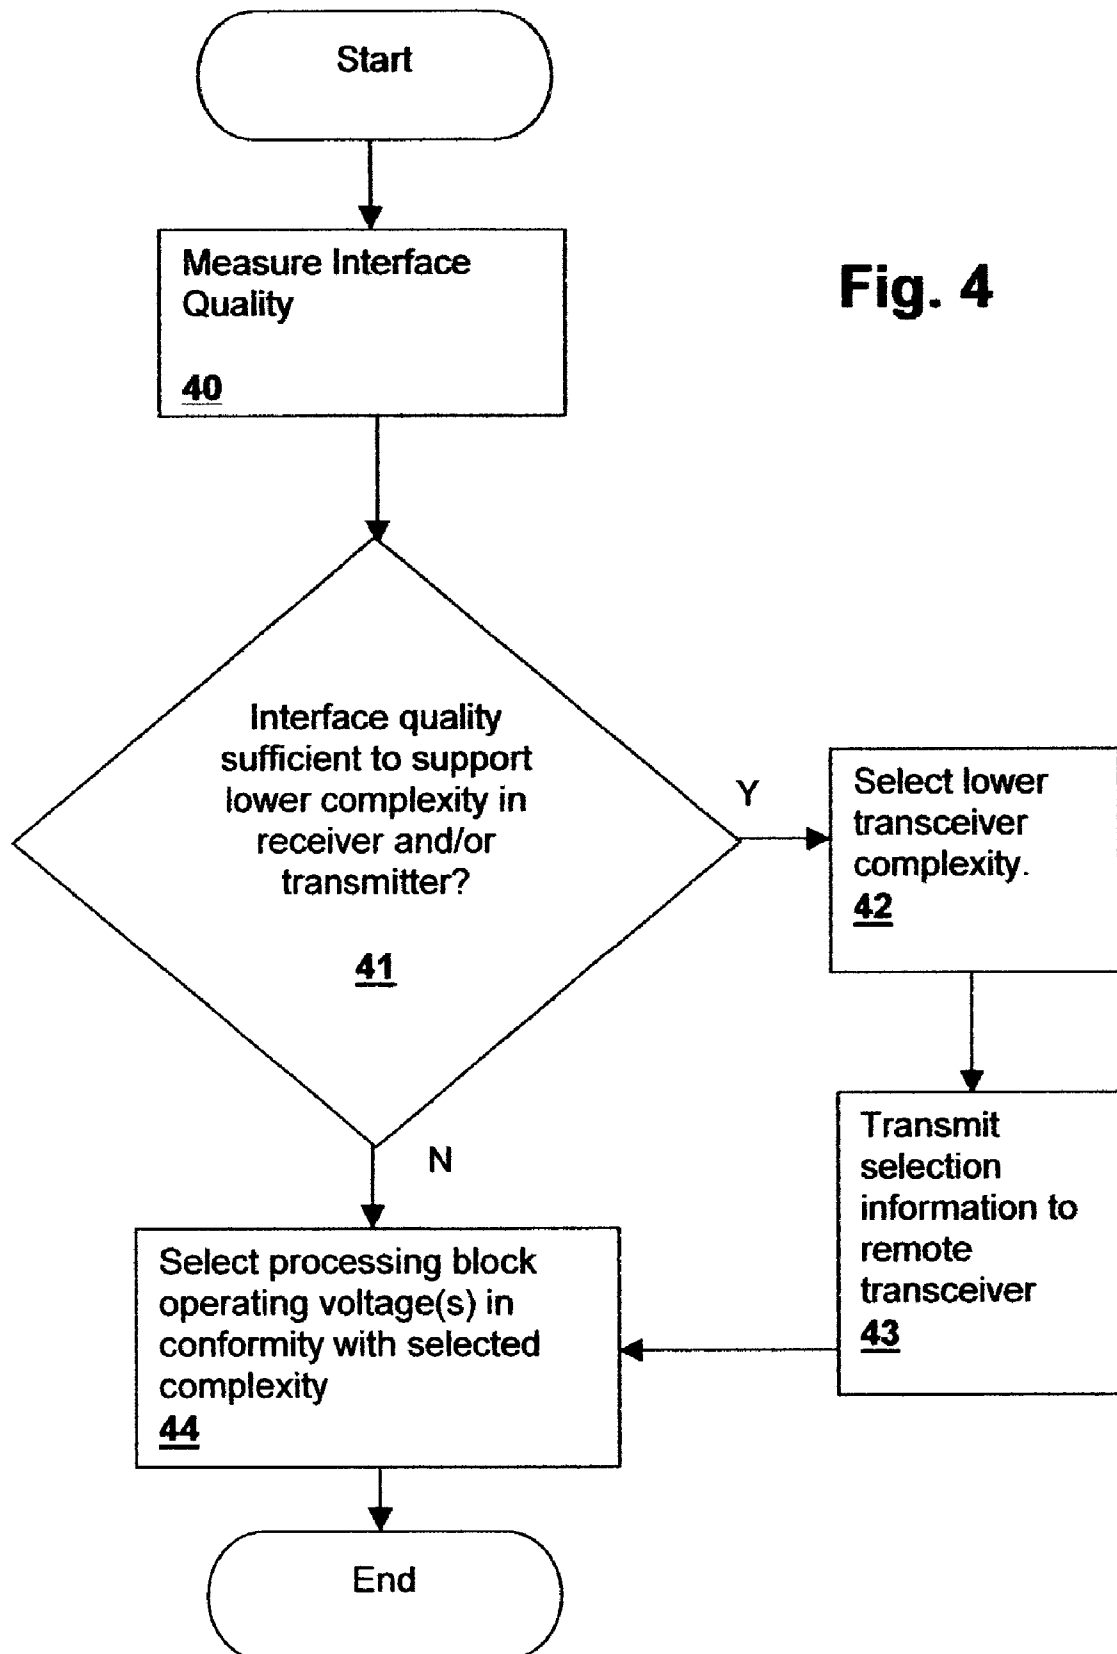 Start
Measure Interface
Quality
40
Fig. 4
Interface quality
sufficient to support
lower complexity in
receiver and/or
transmitter?
41
Y
Select lower
transceiver
complexity.
42
N
Transmit
selection
information to
remote
transceiver
43
Select processing block
operating voltage(s) in
conformity with selected
complexity
44
End